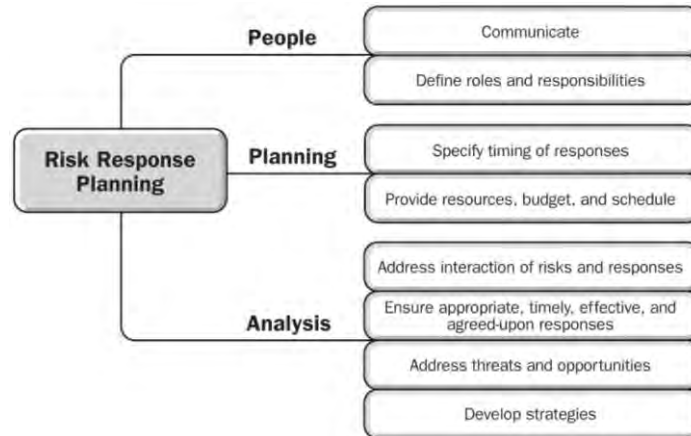 People
Communicate
Define roles and responsibilities
Risk Response
Planning
Planning
Specify timing of responses
Provide resources, budget, and schedule
Analysis
Address interaction of risks and responses
Ensure appropriate, timely, effective, and
agreed-upon responses
Address threats and opportunities
Develop strategies